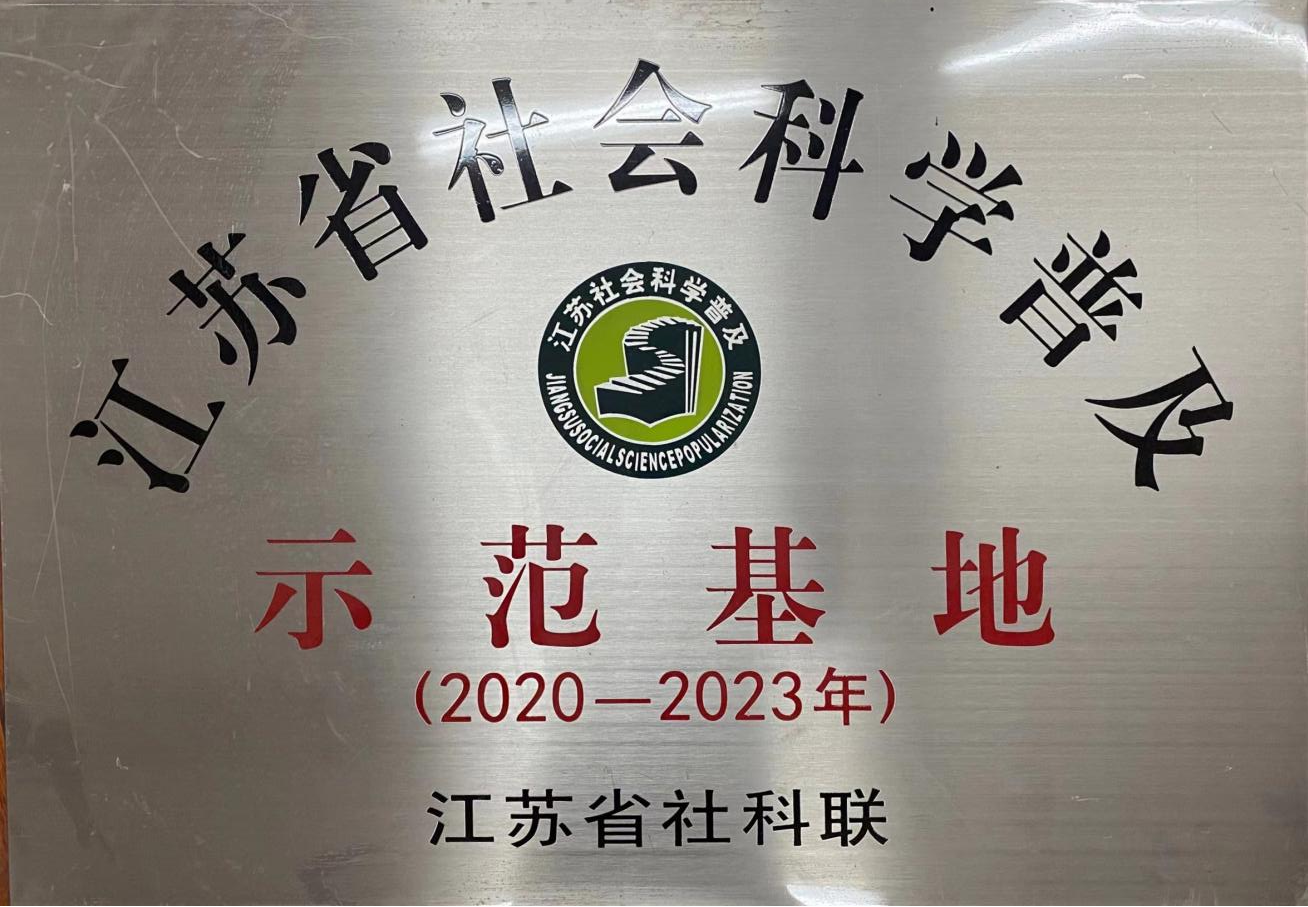 江苏省社会科学普及
江苏社会科学普及
JIANGSUSOCIALSCIENCEPOPULARIZATION
示范基地
(2020—2023年)
江苏省社科联